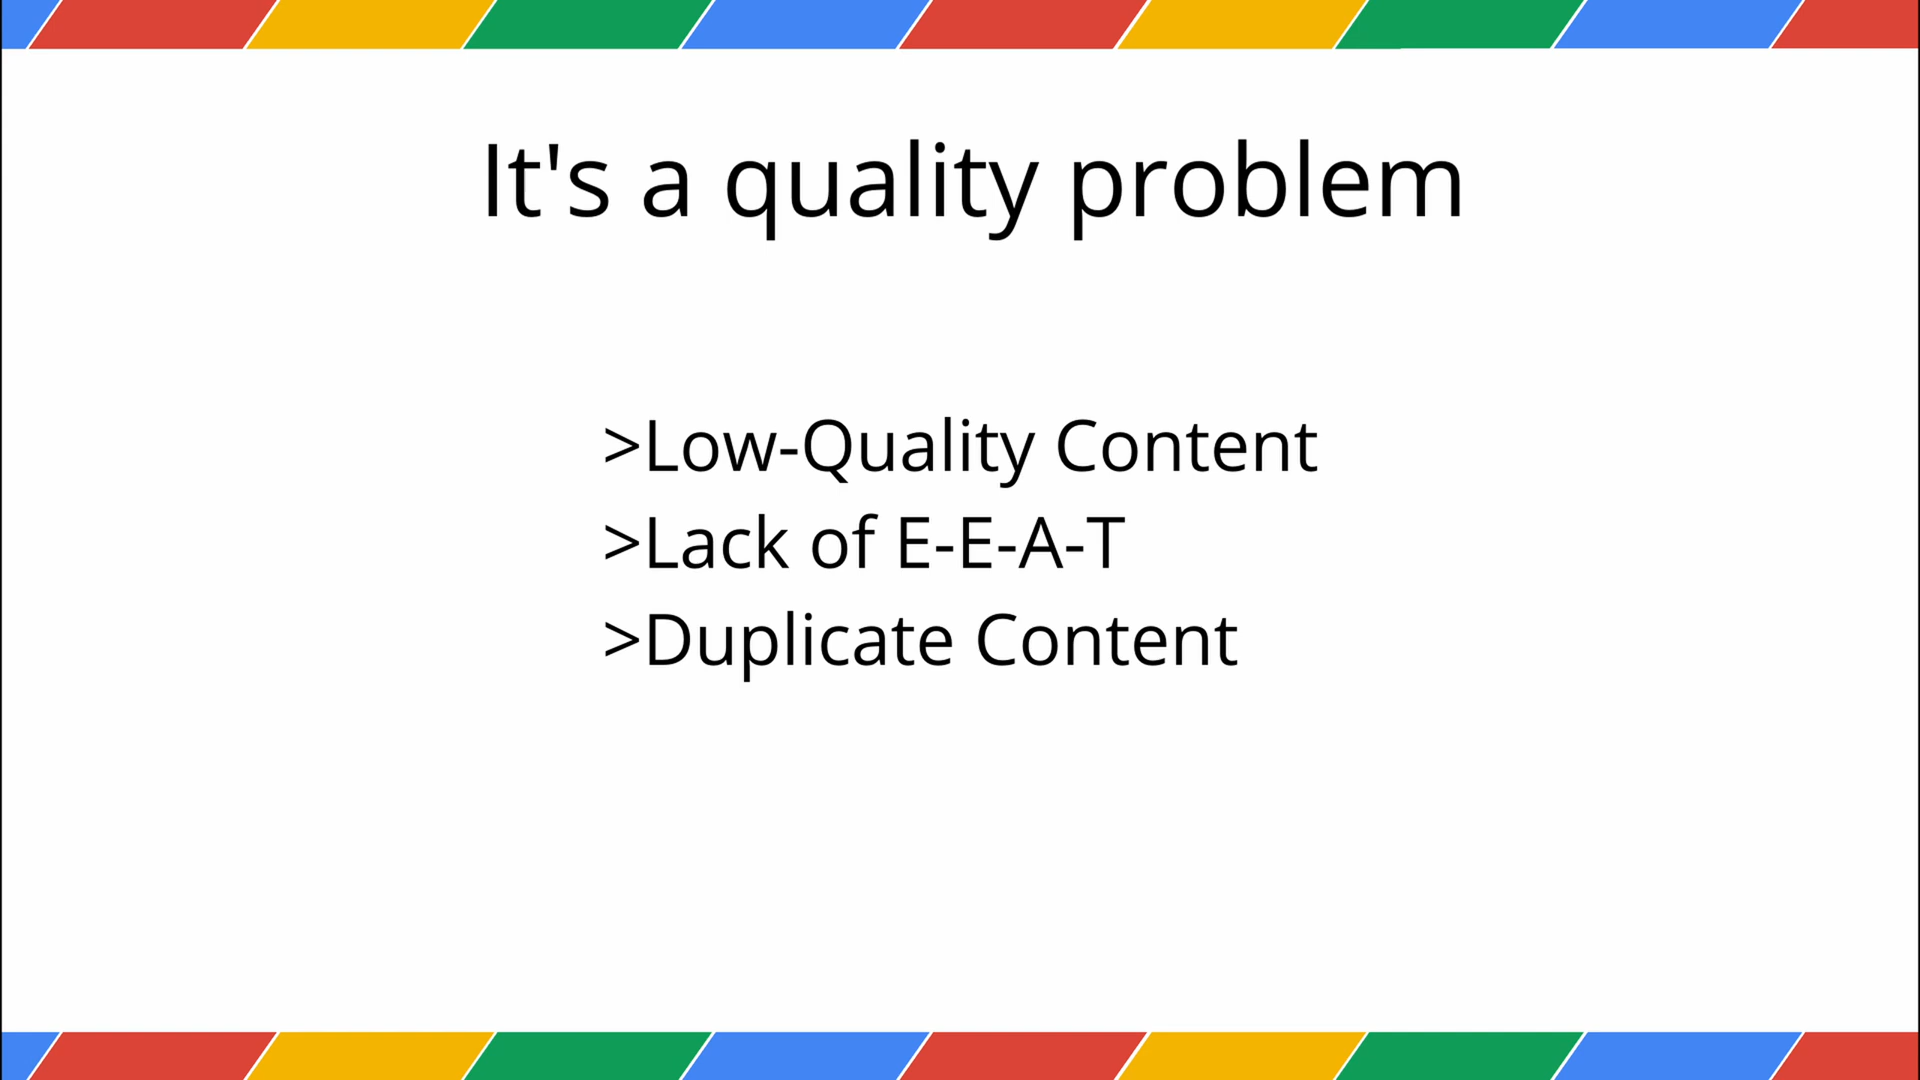 It's a quality problem
>Low-Quality Content
>Lack of E-E-A-T
>Duplicate Content